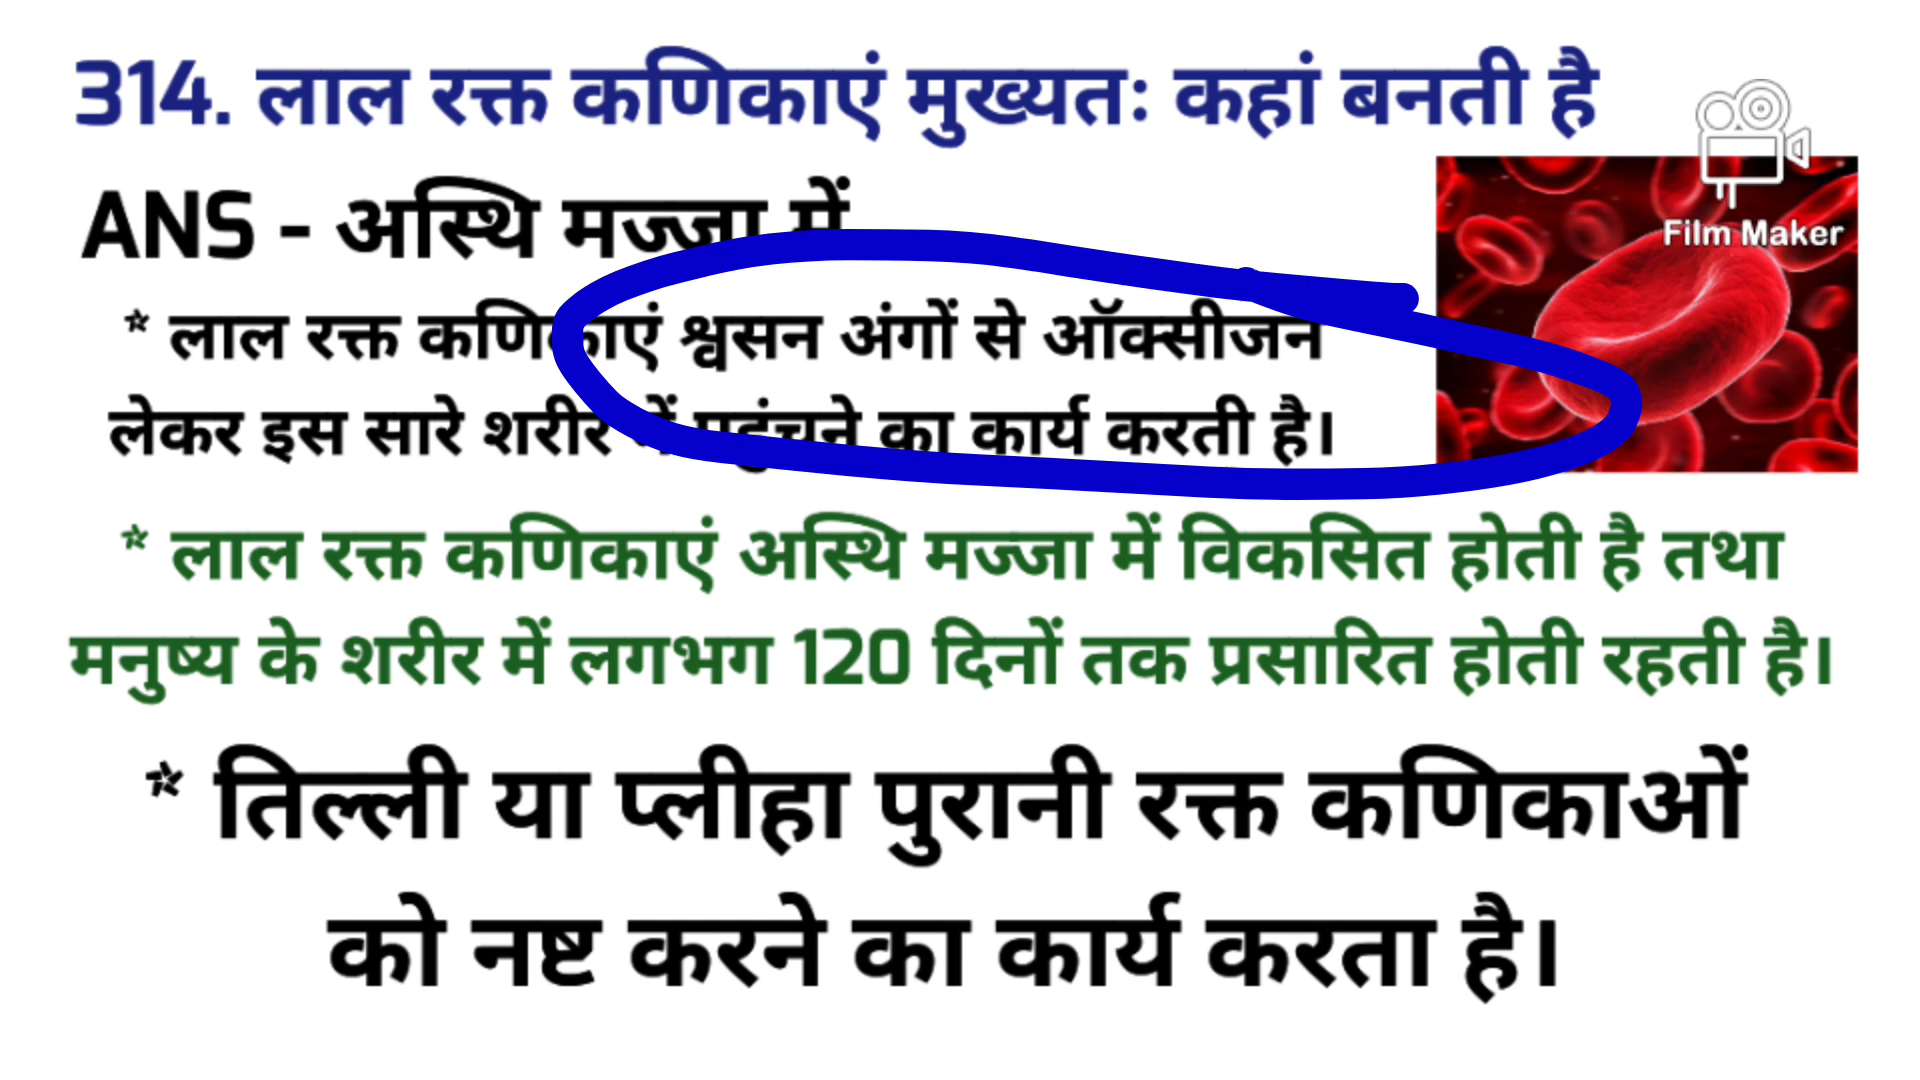 314. लाल रक्त कणिकाएं मुख्यतः कहां बनती है
ANS - अस्थि मज्जा में
Film Maker
* लाल रक्त कणिकाएं श्वसन अंगों से ऑक्सीजन
लेकर इस सारे शरीर में पहुंचने का कार्य करती है।
* लाल रक्त कणिकाएं अस्थि मज्जा में विकसित होती है तथा
मनुष्य के शरीर में लगभग 120 दिनों तक प्रसारित होती रहती है।
* तिल्ली या प्लीहा पुरानी रक्त कणिकाओं
को नष्ट करने का कार्य करता है।